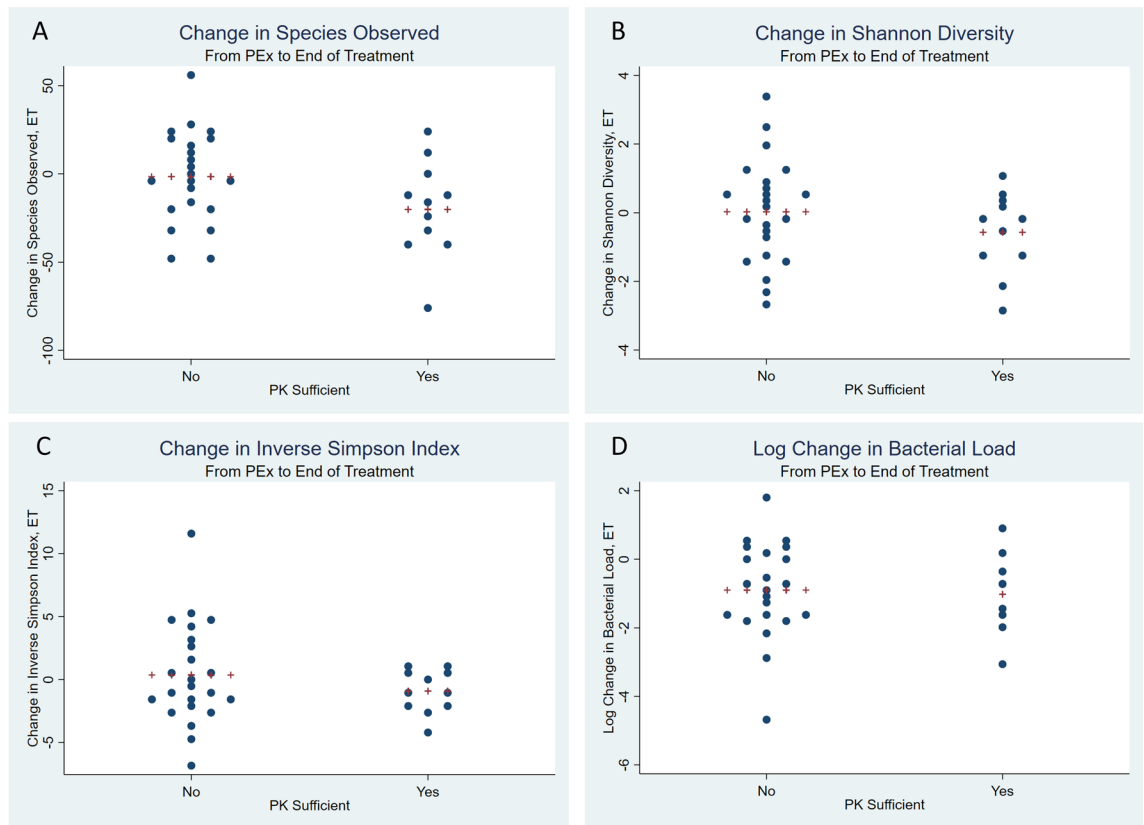 A
Change in Species Observed
From PEx to End of Treatment
Change in Species Observed, ET
50
0
-50
-100
No
Yes
PK Sufficient
B
Change in Shannon Diversity
From PEx to End of Treatment
Change in Shannon Diversity, ET
4
2
0
-2
-4
No
Yes
PK Sufficient
C
Change in Inverse Simpson Index
From PEx to End of Treatment
Change in Inverse Simpson Index, ET
15
10
5
0
-5
No
Yes
PK Sufficient
D
Log Change in Bacterial Load
From PEx to End of Treatment
Log Change in Bacterial Load, ET
2
0
-2
-4
-6
No
Yes
PK Sufficient